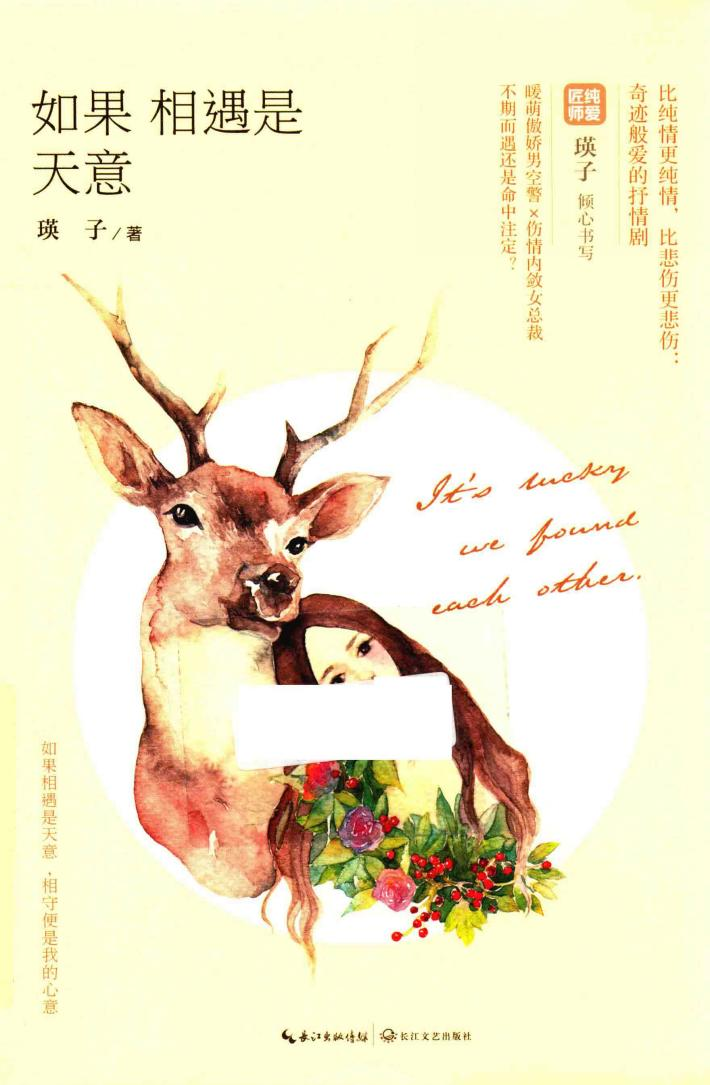 如果 相遇是
天意
瑛 子/著
比纯情更纯情，比悲伤更悲伤：
奇迹般爱的抒情剧
纯爱
匠师
瑛子 倾心书写
暖萌傲娇男空警×伤情内敛女总裁
不期而遇还是命中注定？
It's lucky
we found
each other.
如果相遇是天意，相守便是我的心意
长江出版传媒
长江文艺出版社